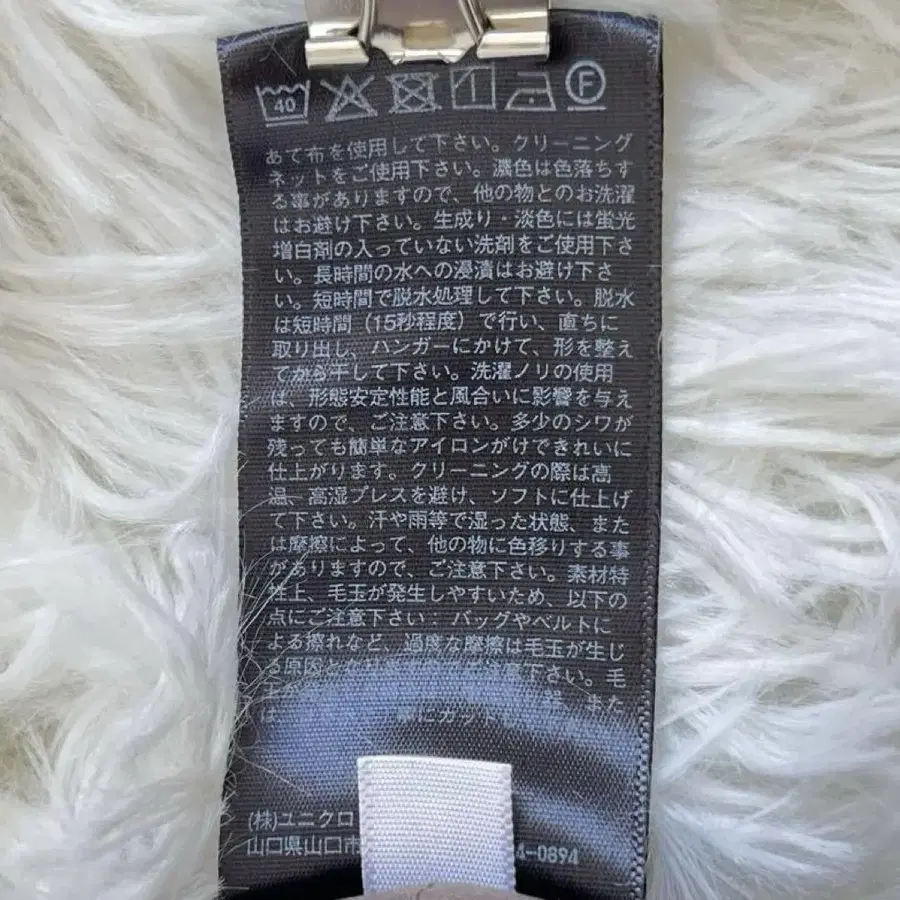 40 F
あて布を使用して下さい。クリーニング
ネットをご使用下さい。濃色は色落ちす
る事がありますので、他の物とのお洗濯
はお避け下さい。生成り・淡色には蛍光
増白剤の入っていない洗剤をご使用下さ
い。長時間の水への浸漬はお避け下さ
い。短時間で脱水処理して下さい。脱水
は短時間（15秒程度）で行い、直ちに
取り出し、ハンガーにかけて、形を整え
てから干して下さい。洗濯ノリの使用
は、形態安定性能と風合いに影響を与え
ますので、ご注意下さい。多少のシワが
残っても簡単なアイロンがけできれいに
仕上がります。クリーニングの際は高
温、高湿プレスを避け、ソフトに仕上げ
て下さい。汗や雨等で湿った状態、また
は摩擦によって、他の物に色移りする事
がありますので、ご注意下さい。素材特
性上、毛玉が発生しやすいため、以下の
点にご注意下さい：バッグやベルトに
よる擦れなど、過度な摩擦は毛玉が生じ
る原因と 下さい。毛
また
は にカット
(株)ユニクロ
山口県山口市 4-0894